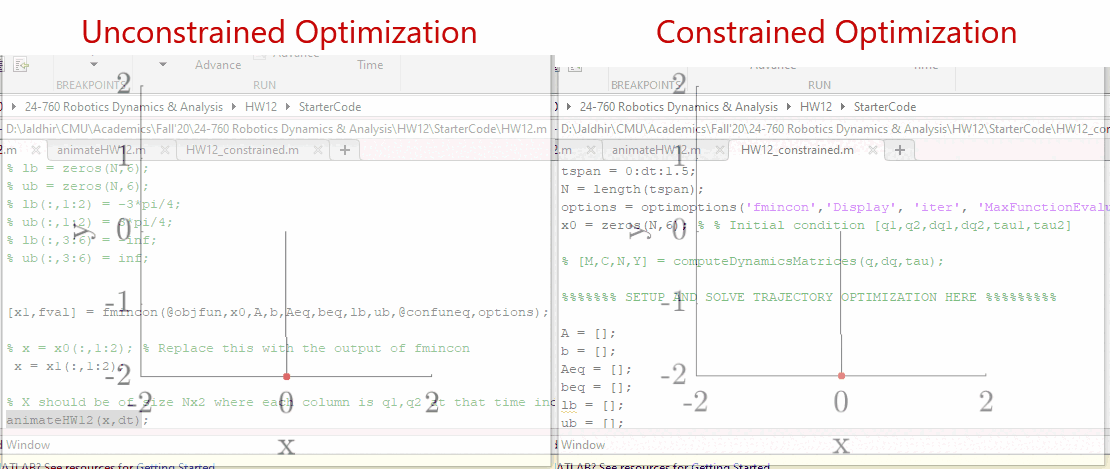 Unconstrained Optimization
Advance
Advance
BREAKPOINTS
RUN
Time
24-760 Robotics Dynamics & Analysis
HW12
StarterCode
D:\Jaldhir\CMU\Academics\Fall'20\24-760 Robotics Dynamics & Analysis\HW12\StarterCode\HW12.m
2.m
animateHW12.m
HW12_constrained.m
+
% lb = zeros(N,6);
% ub = zeros(N,6);
% lb(:,1:2) = -3*pi/4;
% ub(:,1:2) = 3*pi/4;
% lb(:,3:6) = -inf;
% ub(:,3:6) = inf;
[x1,fval] = fmincon(@objfun,x0,A,b,Aeq,beq,lb,ub,@confuneq,options);
% x = x0(:,1:2); % Replace this with the output of fmincon
x = x1(:,1:2);
% X should be of size Nx2 where each column is q1,q2 at that time inc
animateHW12(x,dt);
Window
ATLAB? See resources for Getting Started
2
1
0
-1
-2
y
-2
0
2
x
Constrained Optimization
Advance
BREAKPOINTS
RUN
Time
24-760 Robotics Dynamics & Analysis
HW12
StarterCode
D:\Jaldhir\CMU\Academics\Fall'20\24-760 Robotics Dynamics & Analysis\HW12\StarterCode\HW12_cor
2.m
animateHW12.m
HW12_constrained.m
+
tspan = 0:dt:1.5;
N = length(tspan);
options = optimoptions('fmincon','Display', 'iter', 'MaxFunctionEvalu
x0 = zeros(N,6); % % Initial condition [q1,q2,dq1,dq2,tau1,tau2]
% [M,C,N,Y] = computeDynamicsMatrices(q,dq,tau);
%%%%%%% SETUP AND SOLVE TRAJECTORY OPTIMIZATION HERE %%%%%%%%%
A = [];
b = [];
Aeq = [];
beq = [];
lb = [];
ub = [];
Window
ATLAB? See resources for Getting Started
2
1
0
-1
-2
y
-2
0
2
x